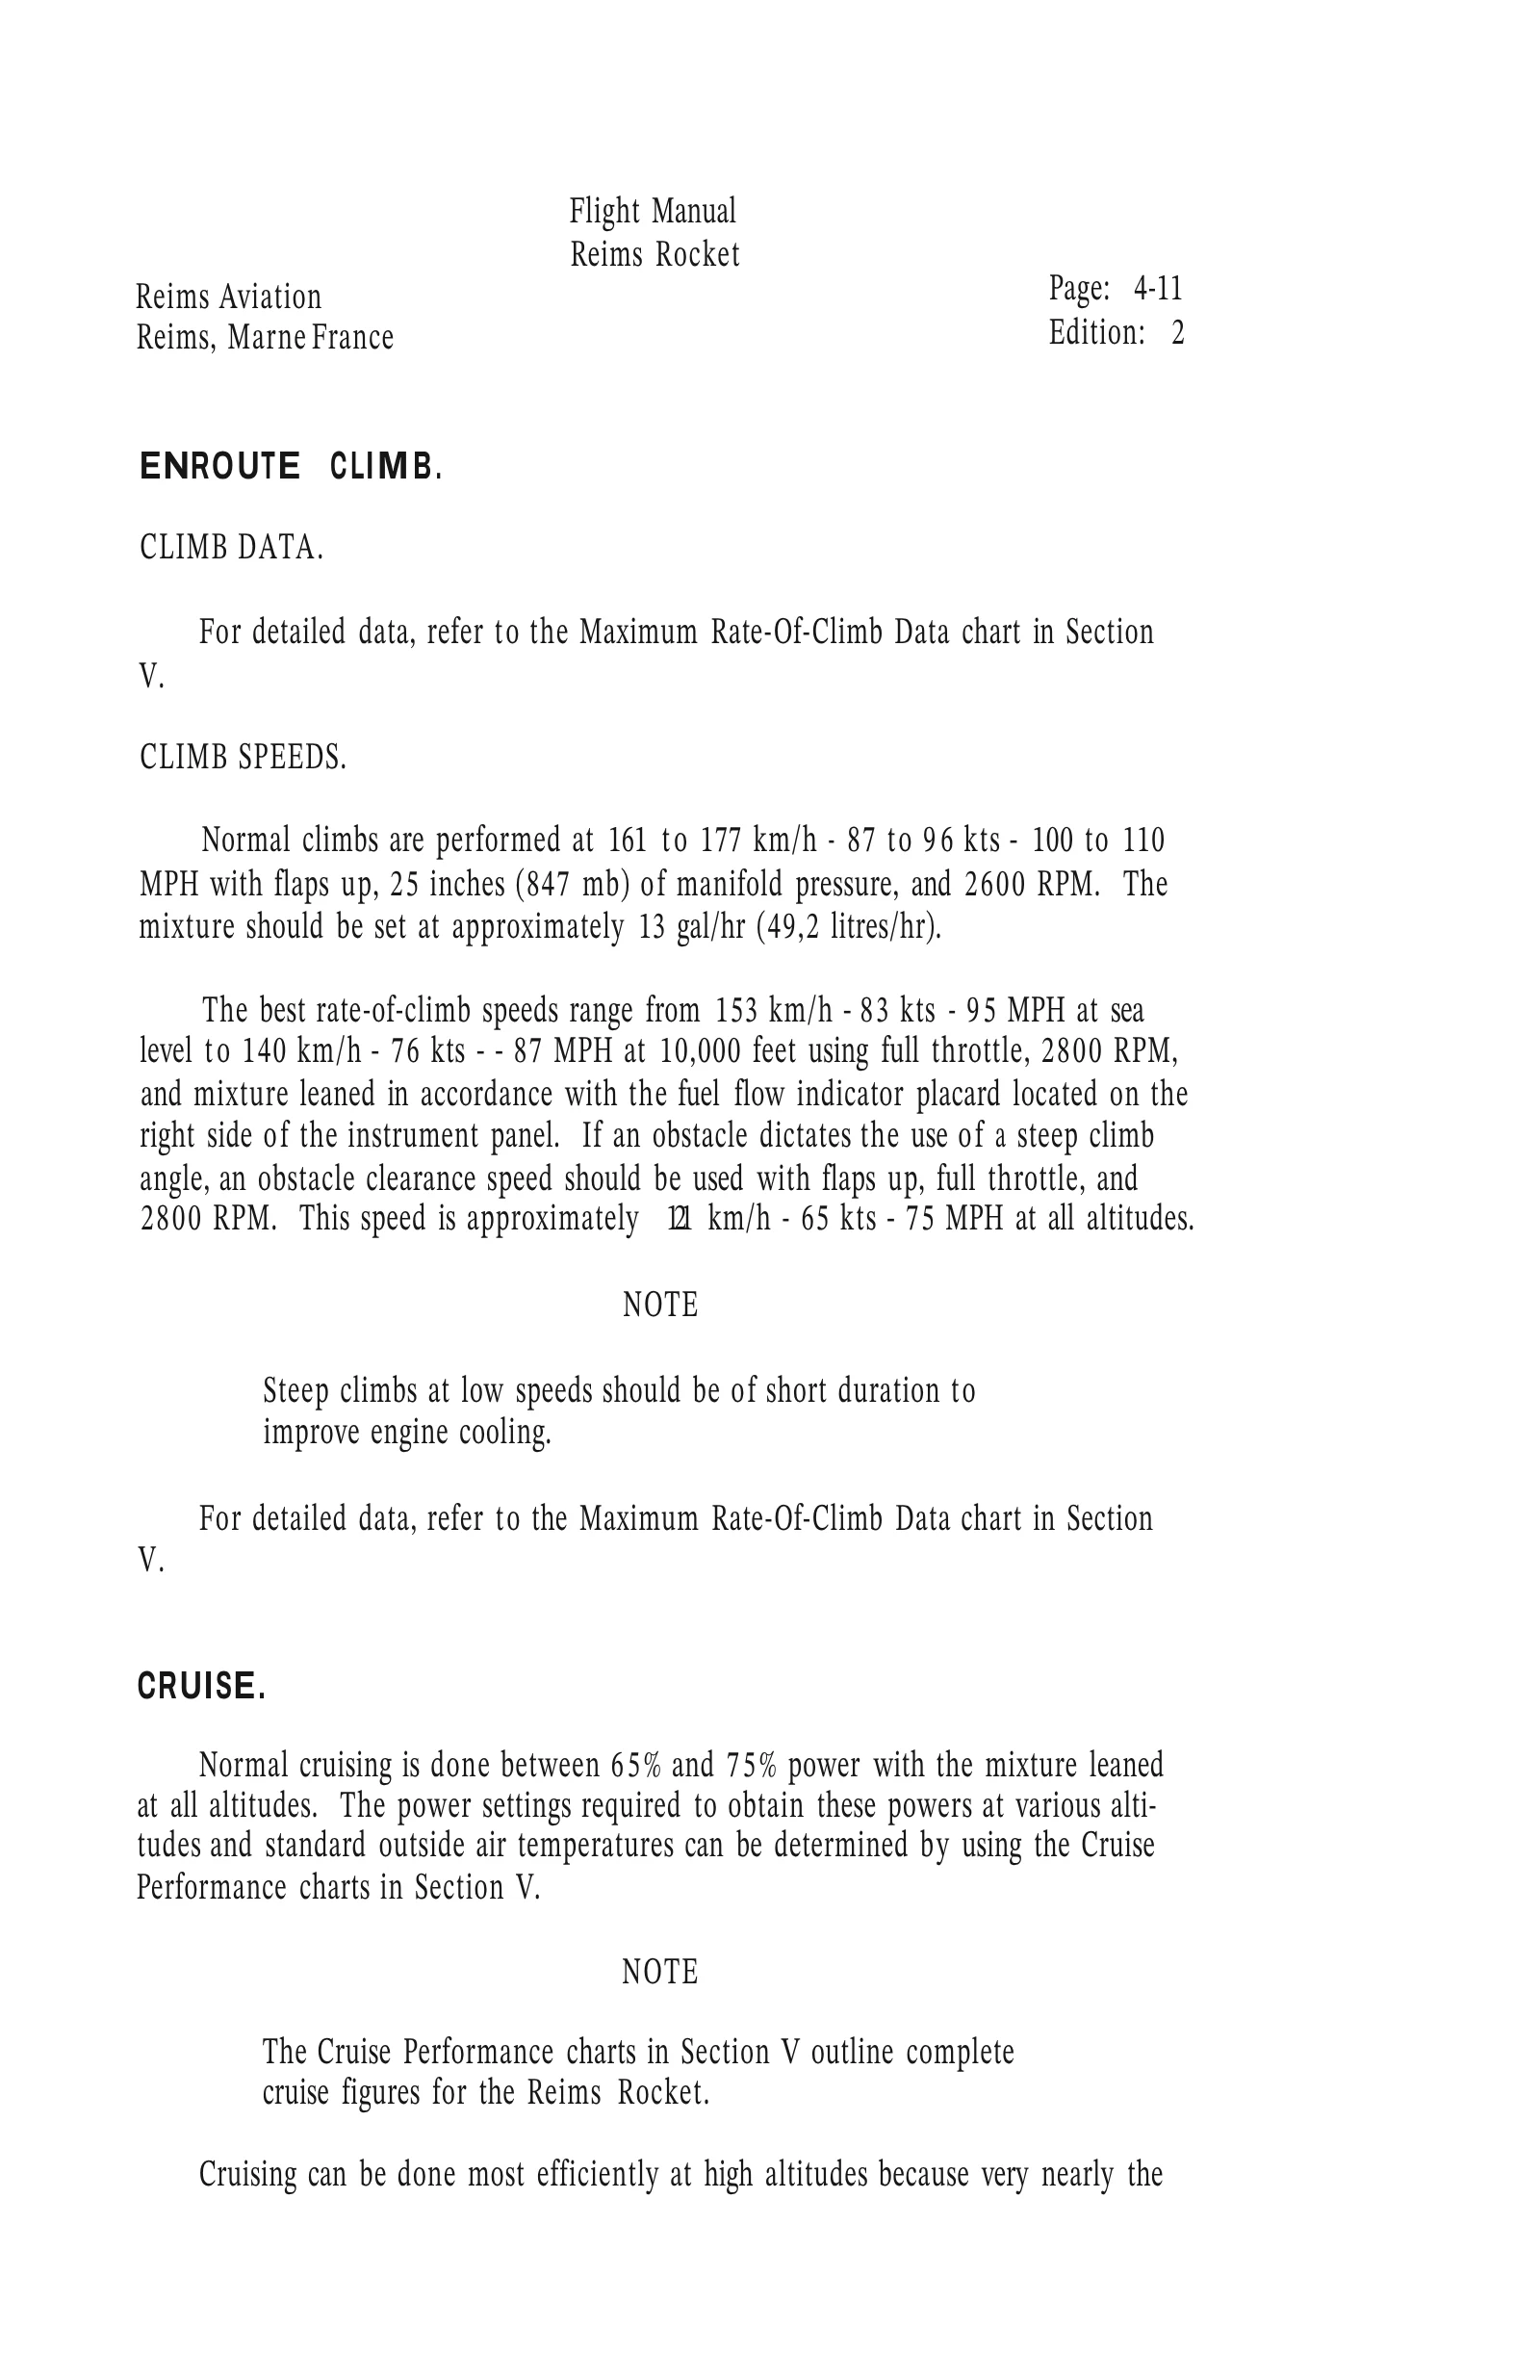 Flight Manual
Reims Rocket
Reims Aviation
Reims, Marne France
Page: 4-11
Edition: 2
ENROUTE CLIMB.
CLIMB DATA.
For detailed data, refer to the Maximum Rate-Of-Climb Data chart in Section
V.
CLIMB SPEEDS.
Normal climbs are performed at 161 to 177 km/h - 87 to 96 kts - 100 to 110
MPH with flaps up, 25 inches (847 mb) of manifold pressure, and 2600 RPM. The
mixture should be set at approximately 13 gal/hr (49,2 litres/hr).
The best rate-of-climb speeds range from 153 km/h - 83 kts - 95 MPH at sea
level to 140 km/h - 76 kts - - 87 MPH at 10,000 feet using full throttle, 2800 RPM,
and mixture leaned in accordance with the fuel flow indicator placard located on the
right side of the instrument panel. If an obstacle dictates the use of a steep climb
angle, an obstacle clearance speed should be used with flaps up, full throttle, and
2800 RPM. This speed is approximately km/h - 65 kts - 75 MPH at all altitudes.
NOTE
Steep climbs at low speeds should be of short duration to
improve engine cooling.
For detailed data, refer to the Maximum Rate-Of-Climb Data chart in Section
V.
CRUISE.
Normal cruising is done between 65% and 75% power with the mixture leaned
at all altitudes. The power settings required to obtain these powers at various alti-
tudes and standard outside air temperatures can be determined by using the Cruise
Performance charts in Section V.
NOTE
The Cruise Performance charts in Section V outline complete
cruise figures for the Reims Rocket.
Cruising can be done most efficiently at high altitudes because very nearly the